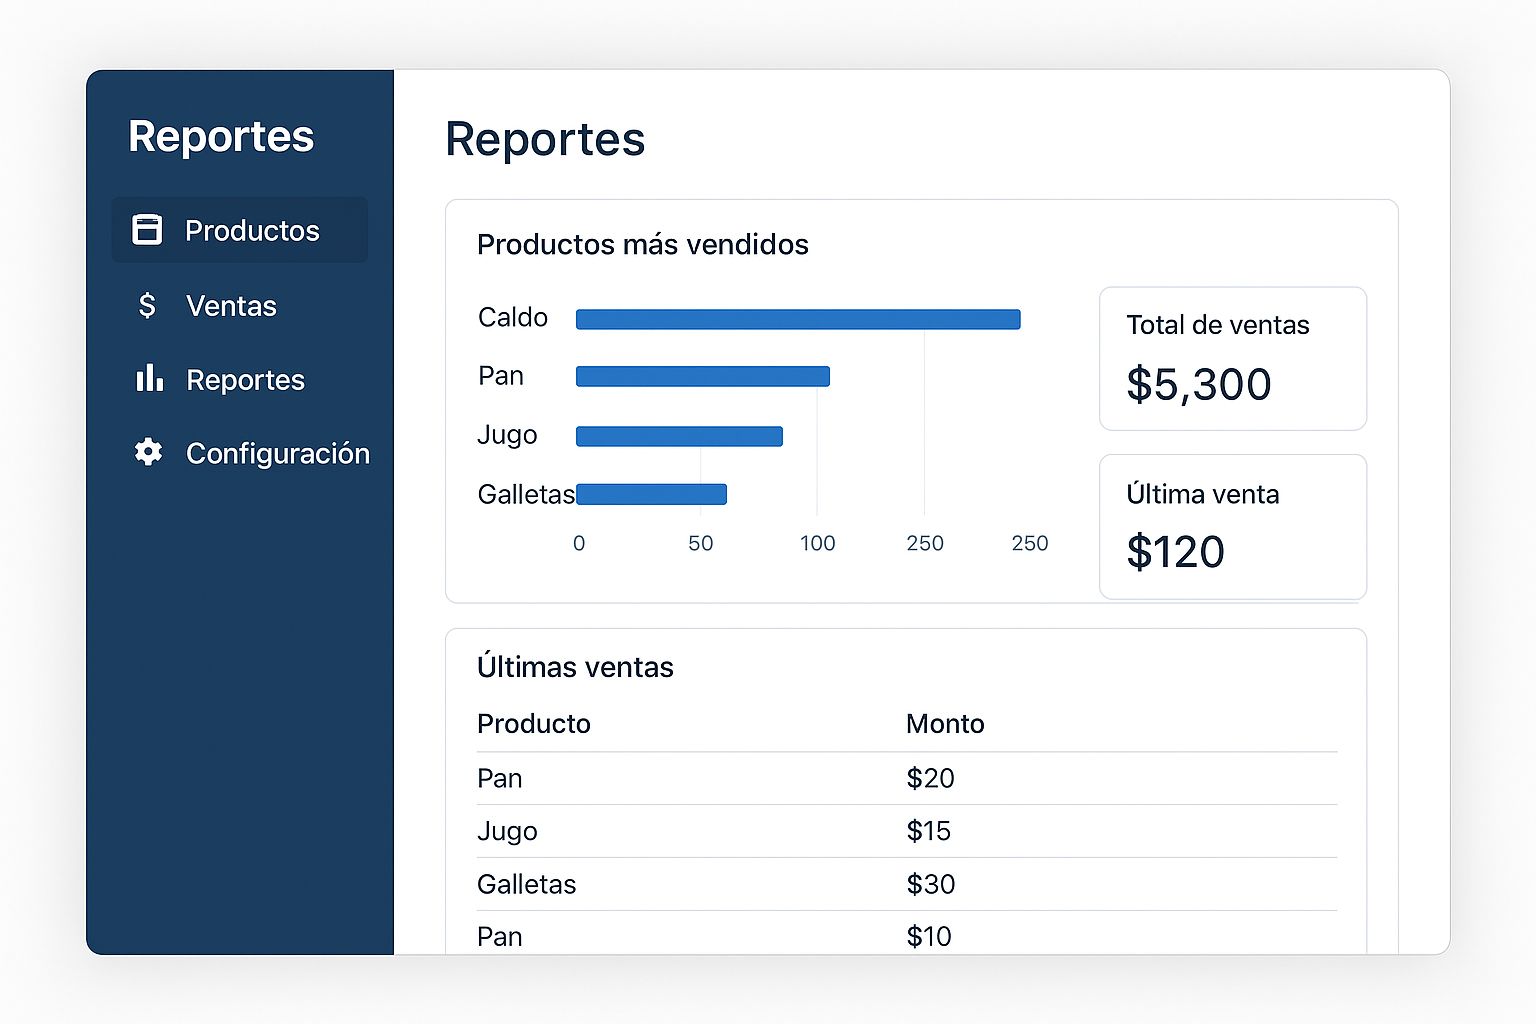 Reportes
Productos
$ Ventas
Reportes
Configuración
Reportes
Productos más vendidos
Caldo
Pan
Jugo
Galletas
0 50 100 250 250
Total de ventas
$5,300
Última venta
$120
Últimas ventas
Producto Monto
Pan $20
Jugo $15
Galletas $30
Pan $10